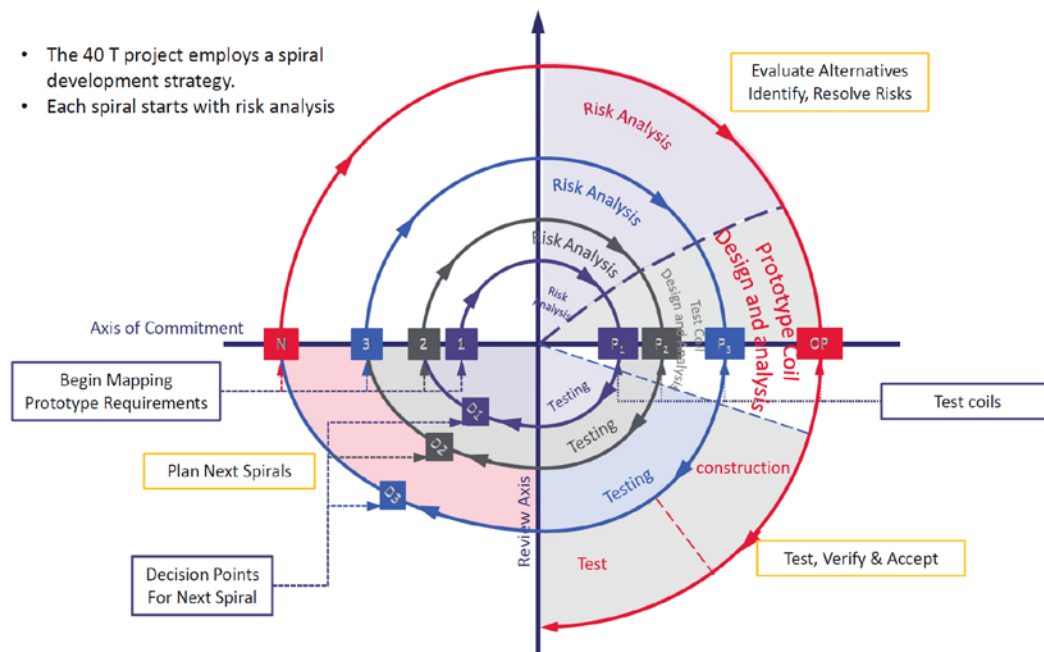 • The 40 T project employs a spiral
development strategy.
• Each spiral starts with risk analysis
Evaluate Alternatives
Identify, Resolve Risks
Risk Analysis
Risk Analysis
Risk Analysis
Risk
Analysis
Prototype Coil
Design and analysis
Test Coil
Design and analysis
Axis of Commitment
N
3
2
1
P1
P2
P3
OP
Begin Mapping
Prototype Requirements
Test coils
D1
D2
D3
Testing
Testing
Testing
construction
Test
Plan Next Spirals
Review Axis
Decision Points
For Next Spiral
Test, Verify & Accept